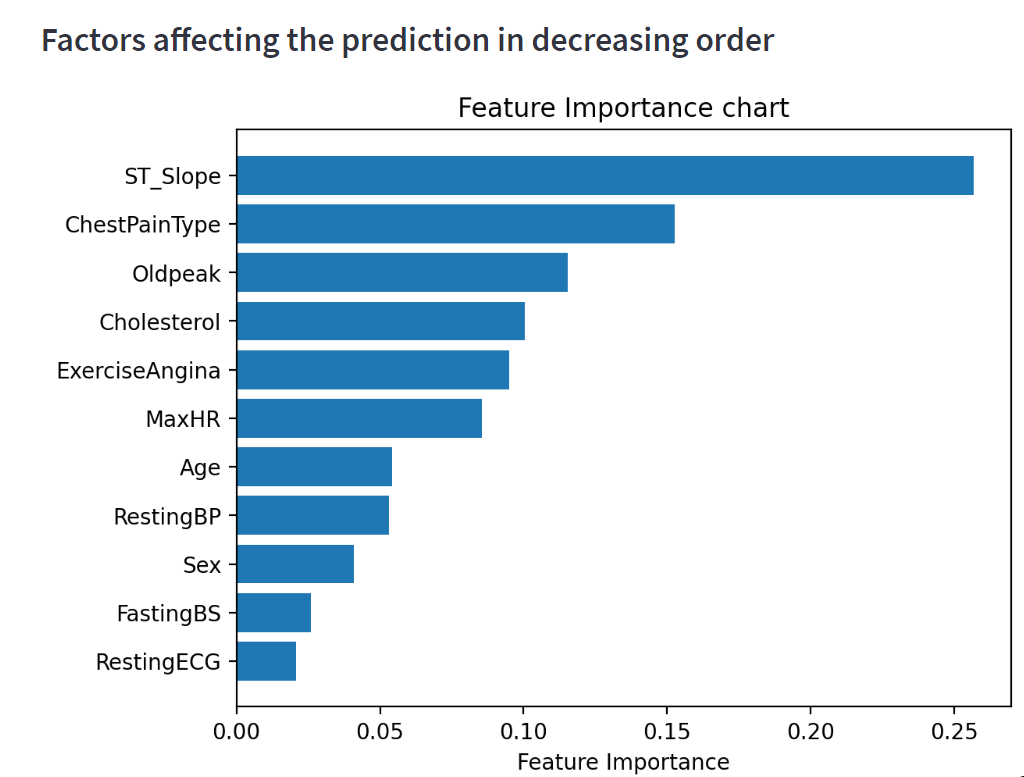 Factors affecting the prediction in decreasing order
Feature Importance chart
ST_Slope
ChestPainType
Oldpeak
Cholesterol
ExerciseAngina
MaxHR
Age
RestingBP
Sex
FastingBS
RestingECG
0.00 0.05 0.10 0.15 0.20 0.25
Feature Importance